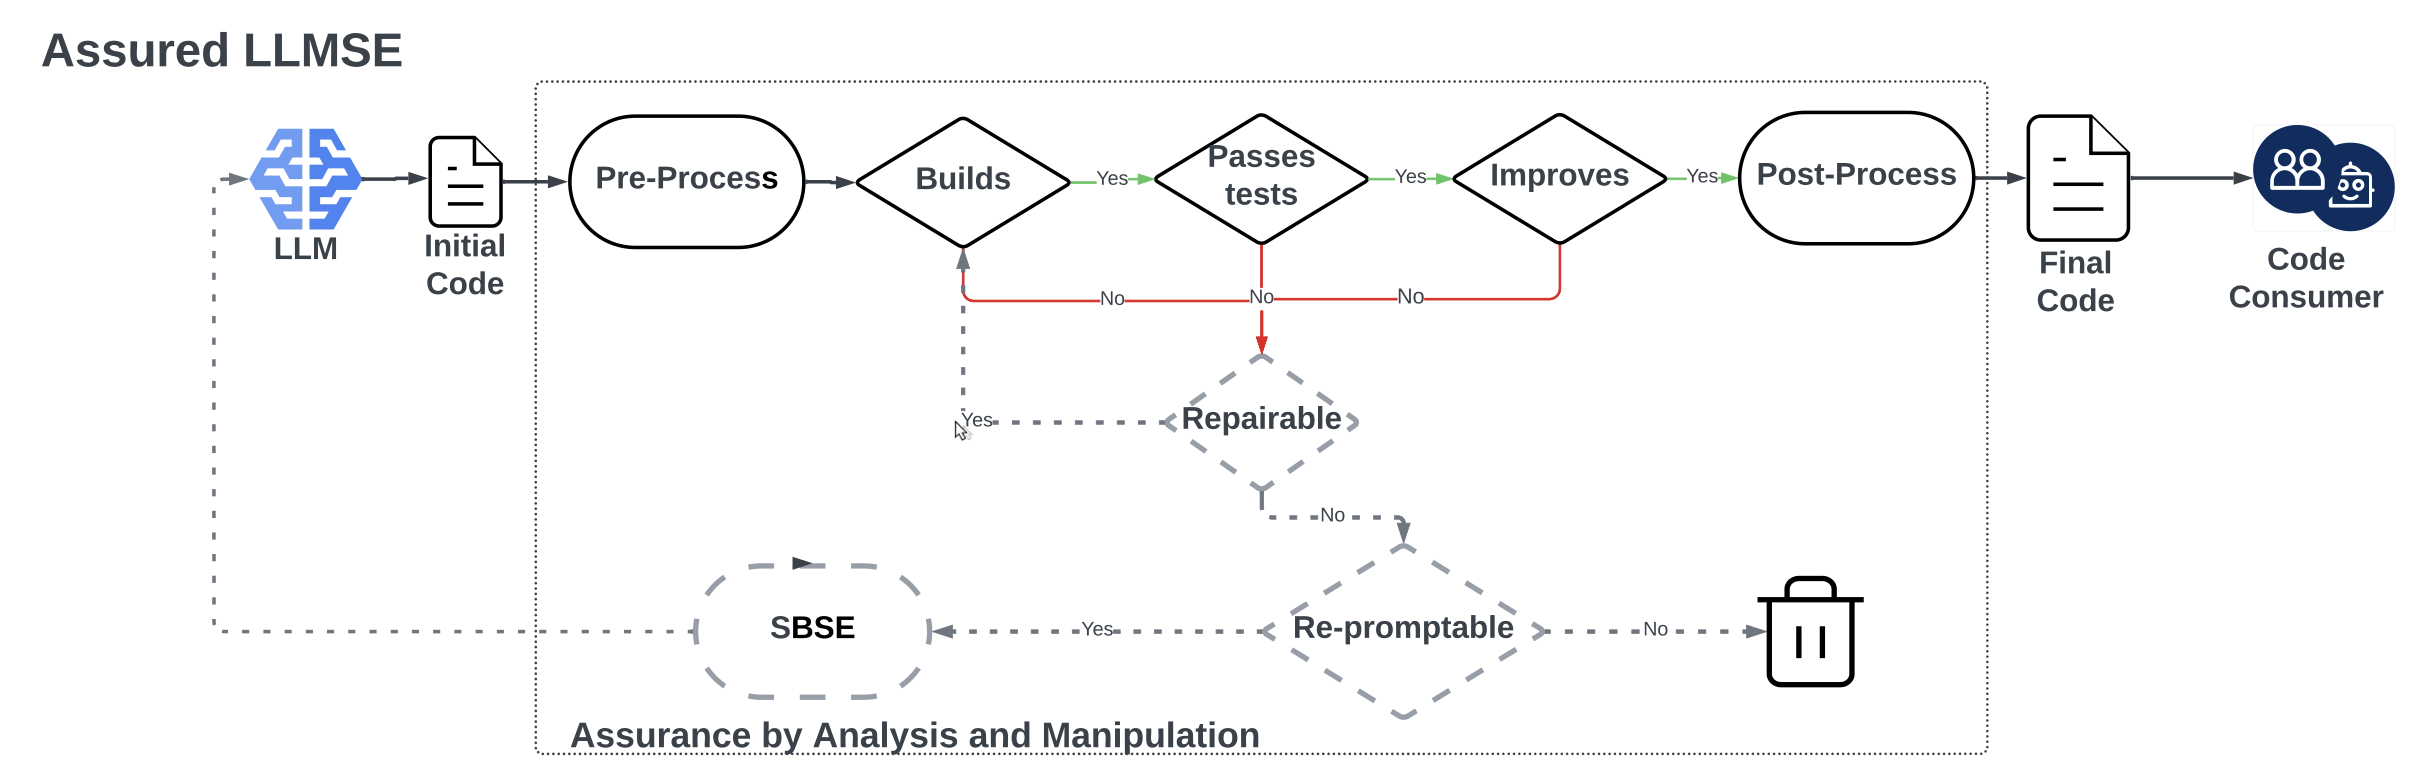 Assured LLMSE
LLM
Initial
Code
Pre-Process
Builds
Yes
Passes
tests
Yes
Improves
Yes
Post-Process
Final
Code
Code
Consumer
No
No
No
Repairable
Yes
No
SBSE
Yes
Re-promptable
No
Assurance by Analysis and Manipulation